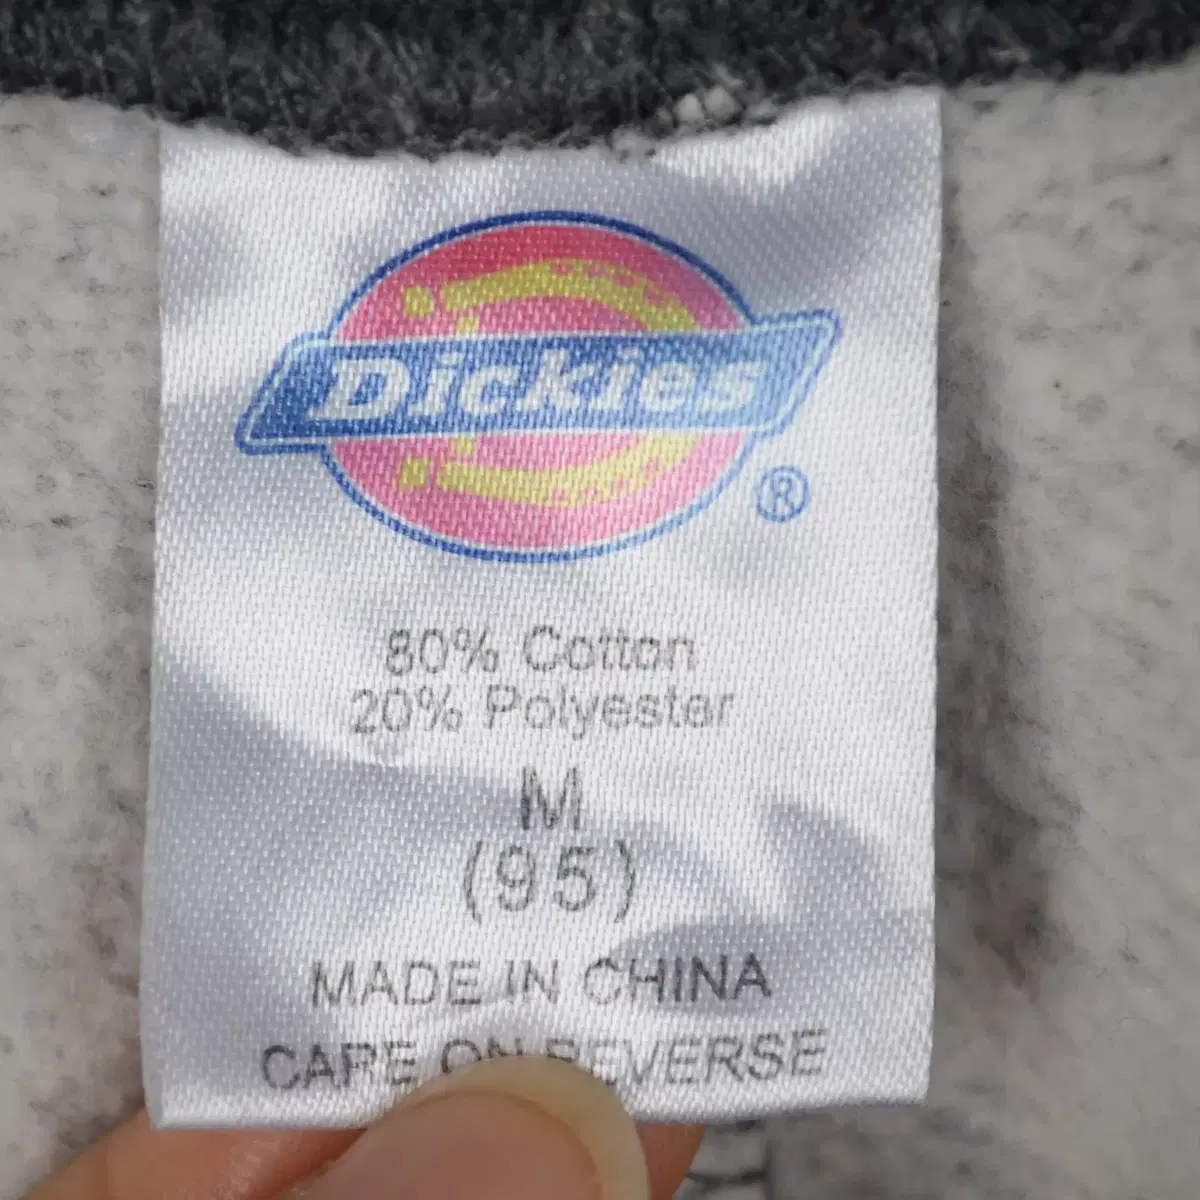 Dickies
®
80% Cotton
20% Polyester
M
(95)
MADE IN CHINA
CARE ON REVERSE